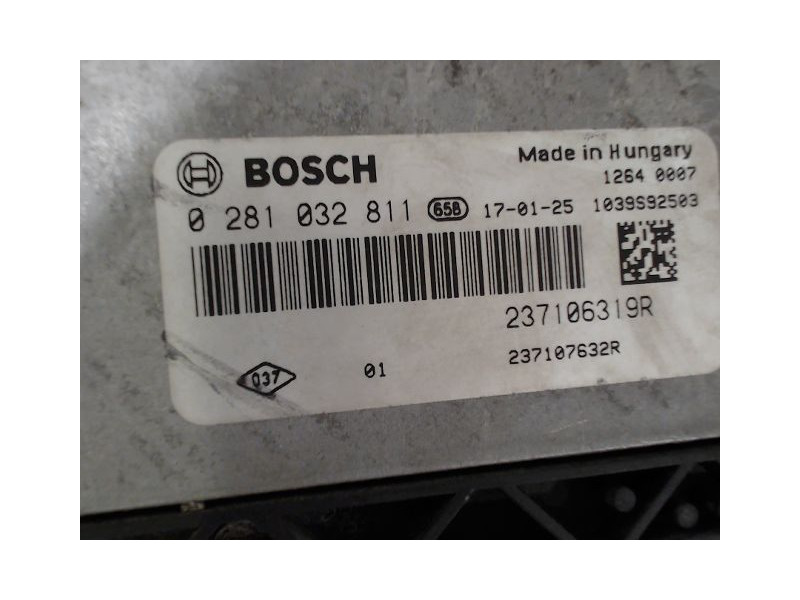 BOSCH
Made in Hungary
1264 0007
0 281 032 811 658 17-01-25 1039S92503
237106319R
237107632R
037 01